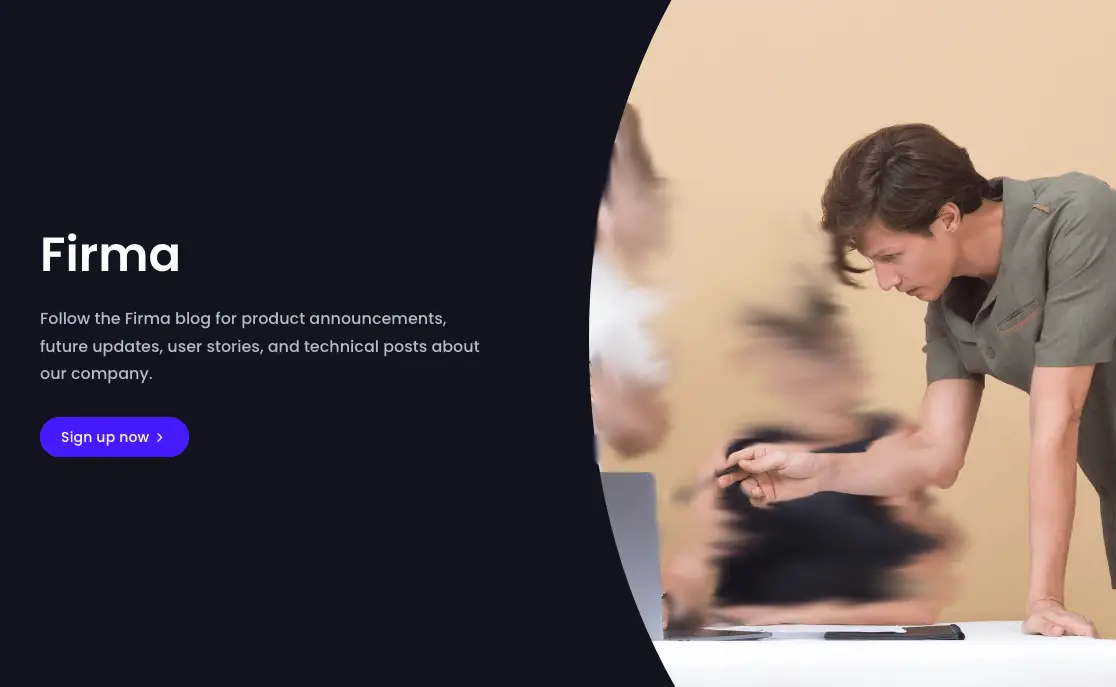 Firma
Follow the Firma blog for product announcements,
future updates, user stories, and technical posts about
our company.
Sign up now